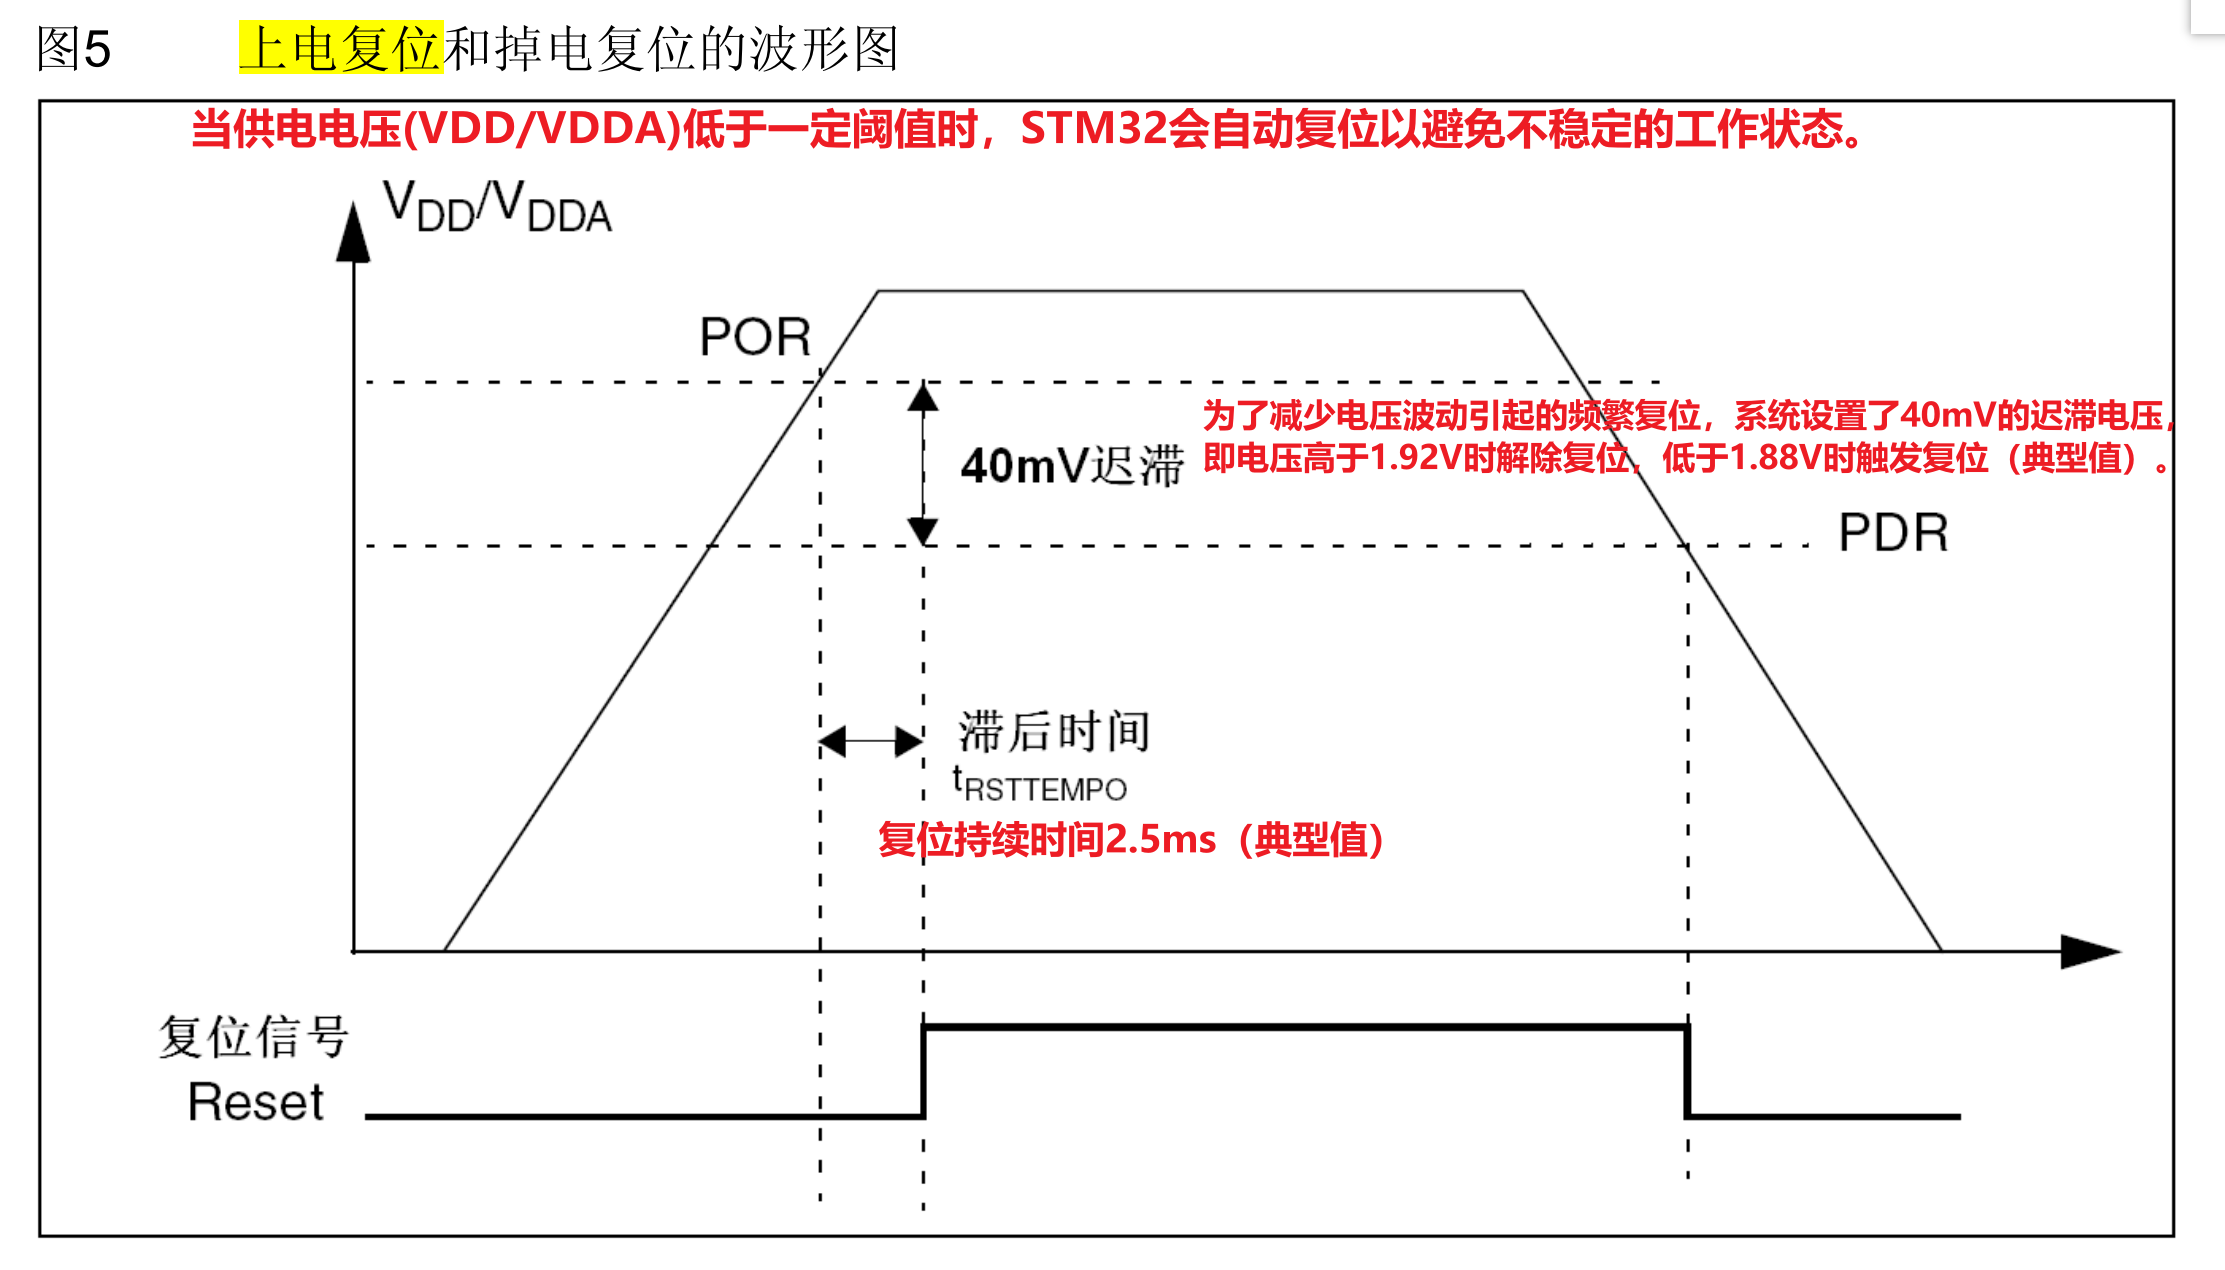 图5 上电复位和掉电复位的波形图
当供电电压(VDD/VDDA)低于一定阈值时，STM32会自动复位以避免不稳定的工作状态。
VDD/VDDA
POR
为了减少电压波动引起的频繁复位，系统设置了40mV的迟滞电压，
40mV迟滞
即电压高于1.92V时解除复位，低于1.88V时触发复位（典型值）。
PDR
滞后时间
tRSTTEMPO
复位持续时间2.5ms（典型值）
复位信号
Reset